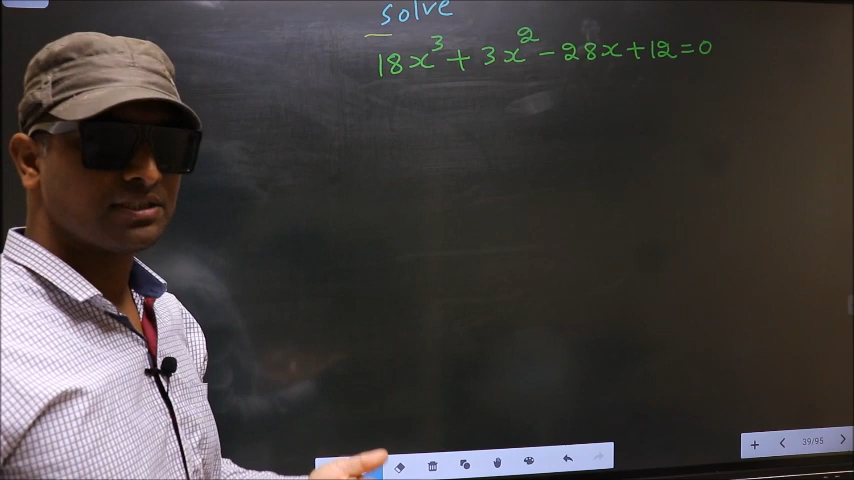 solve
18x³ + 3x² - 28x + 12 = 0
39/95